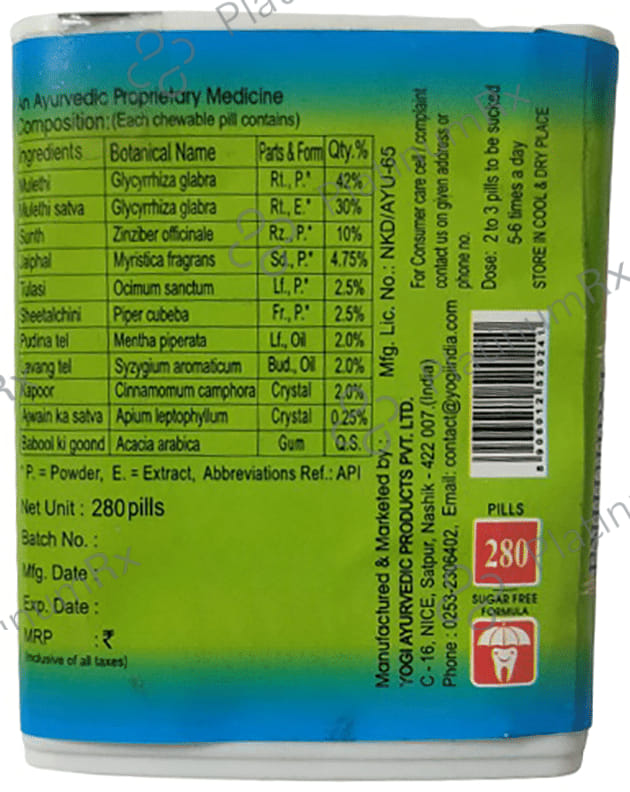 An Ayurvedic Proprietary Medicine
Composition: (Each chewable pill contains)
Ingredients Botanical Name Parts & Form Qty.%
Mulethi Glycyrrhiza glabra Rt., P.* 42%
Mulethi satva Glycyrrhiza glabra Rt., E.* 30%
Sunth Zinziber officinale Rz., P.* 10%
Jaiphal Myristica fragrans Sd., P.* 4.75%
Tulasi Ocimum sanctum Lf., P.* 2.5%
Sheetalchini Piper cubeba Fr., P.* 2.5%
Pudina tel Mentha piperata Lf., Oil 2.0%
Lavang tel Syzygium aromaticum Bud., Oil 2.0%
Kapoor Cinnamomum camphora Crystal 2.0%
Ajwain ka satva Apium leptophyllum Crystal 0.25%
Babool ki goond Acacia arabica Gum Q.S.
* P. = Powder, E. = Extract, Abbreviations Ref.: API
Net Unit : 280 pills
Batch No. :
Mfg. Date :
Exp. Date :
MRP : ₹
(Inclusive of all taxes)
Manufactured & Marketed by : Mfg. Lic. No.: NKD/AYU-65
YOGI AYURVEDIC PRODUCTS PVT. LTD.
C - 16, NICE, Satpur, Nashik - 422 007. (India)
Phone : 0253-2306402, Email: contact@yogiindia.com
For Consumer care cell / complaint
contact us on given address or
phone no.
Dose: 2 to 3 pills to be sucked
5-6 times a day
STORE IN COOL & DRY PLACE
8 906012 520241
PILLS
280
SUGAR FREE
FORMULA
PlatinumRx